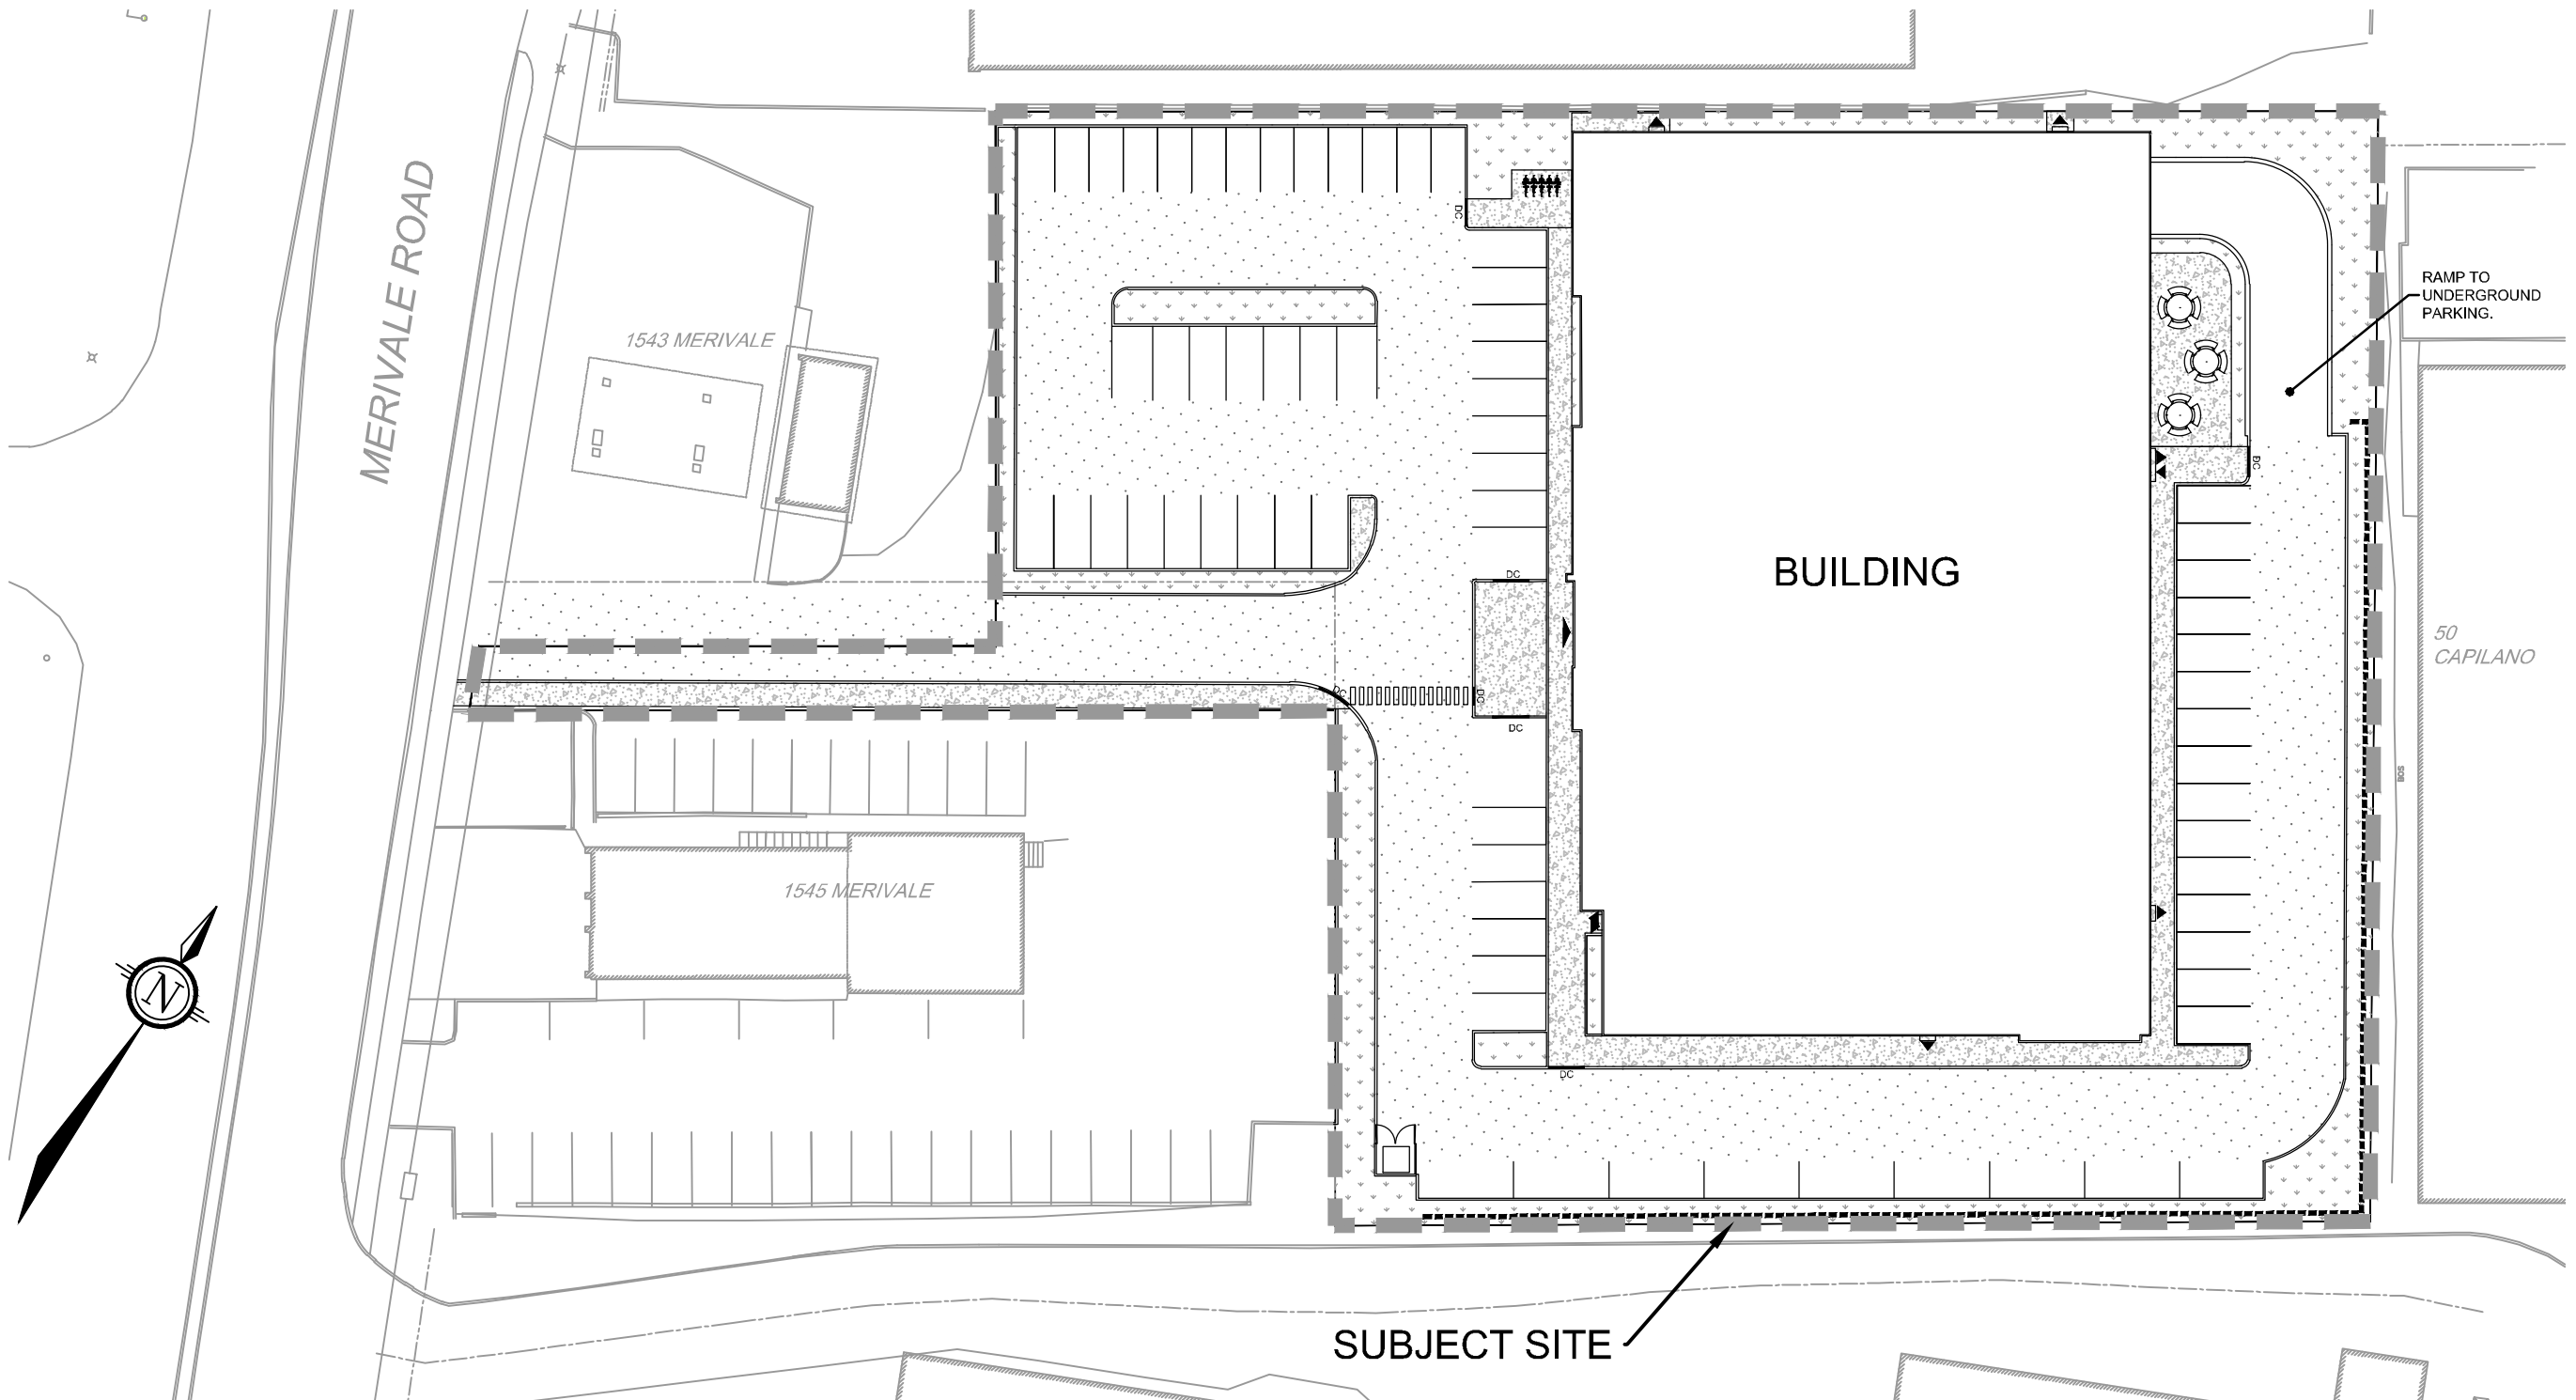 MERIVALE ROAD
1543 MERIVALE
DC
RAMP TO
UNDERGROUND
PARKING.
DC
BUILDING
DC
50
CAPILANO
DC
DC
DC
SOB
1545 MERIVALE
N
DC
SUBJECT SITE